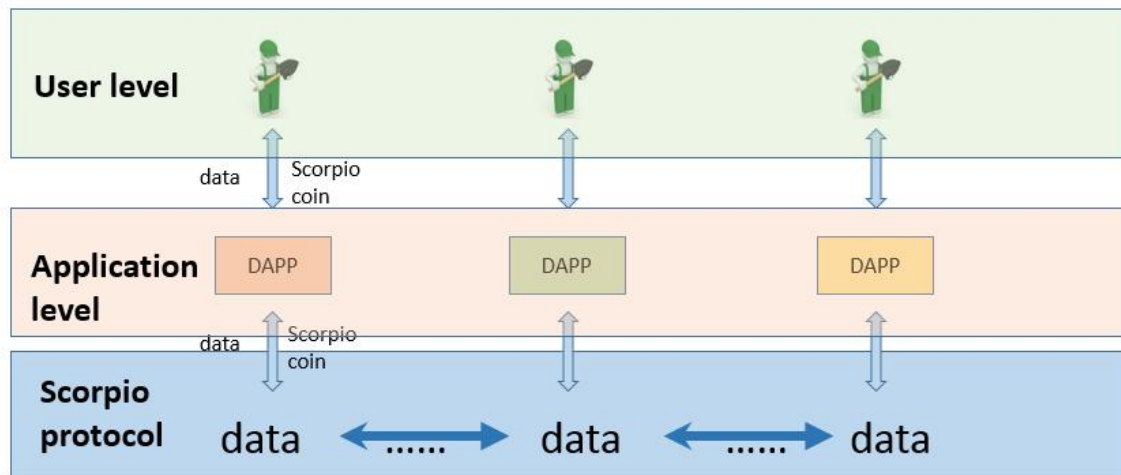 User level
data
Scorpio
coin
Application
level
DAPP
DAPP
DAPP
data
Scorpio
coin
Scorpio
protocol
data
......
data
......
data